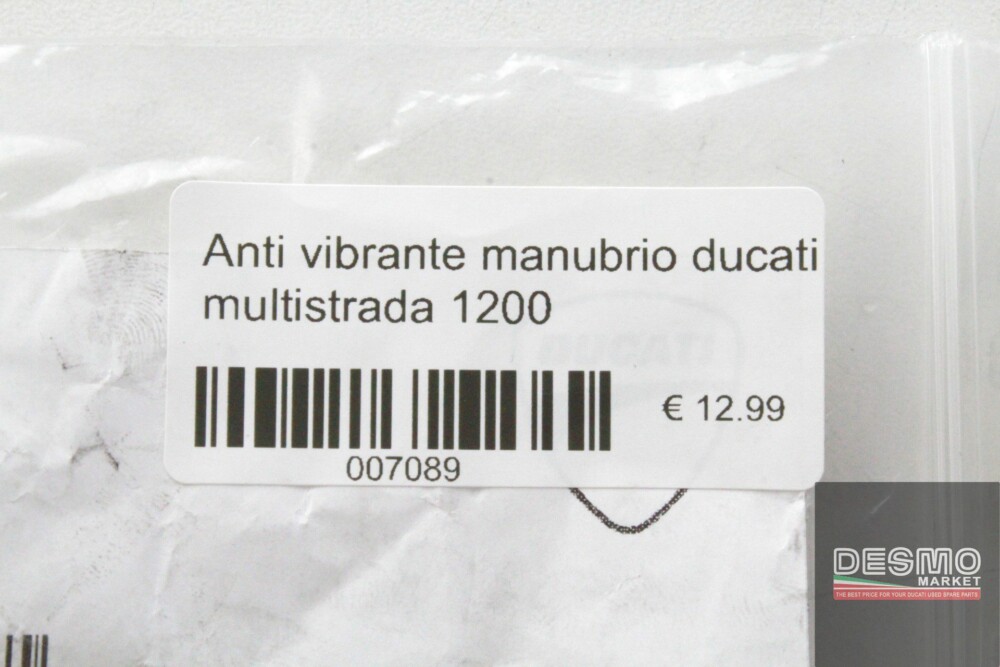 Anti vibrante manubrio ducati
multistrada 1200
DUCATI
€ 12.99
007089
DESMO
MARKET
THE BEST PRICE FOR YOUR DUCATI USED SPARE PARTS